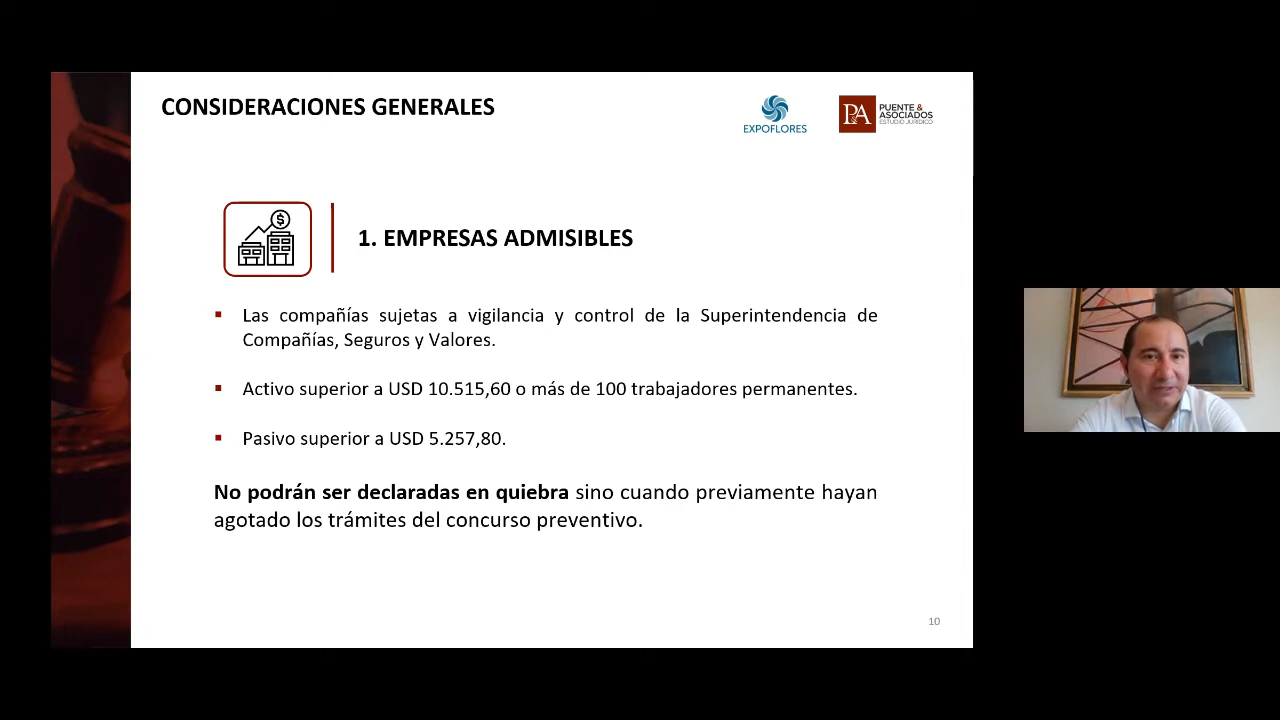 CONSIDERACIONES GENERALES
EXPOFLORES
P&A
PUENTE &
ASOCIADOS
ESTUDIO JURÍDICO
$
1. EMPRESAS ADMISIBLES
▪ Las compañías sujetas a vigilancia y control de la Superintendencia de
Compañías, Seguros y Valores.
▪ Activo superior a USD 10.515,60 o más de 100 trabajadores permanentes.
▪ Pasivo superior a USD 5.257,80.
No podrán ser declaradas en quiebra sino cuando previamente hayan
agotado los trámites del concurso preventivo.
10